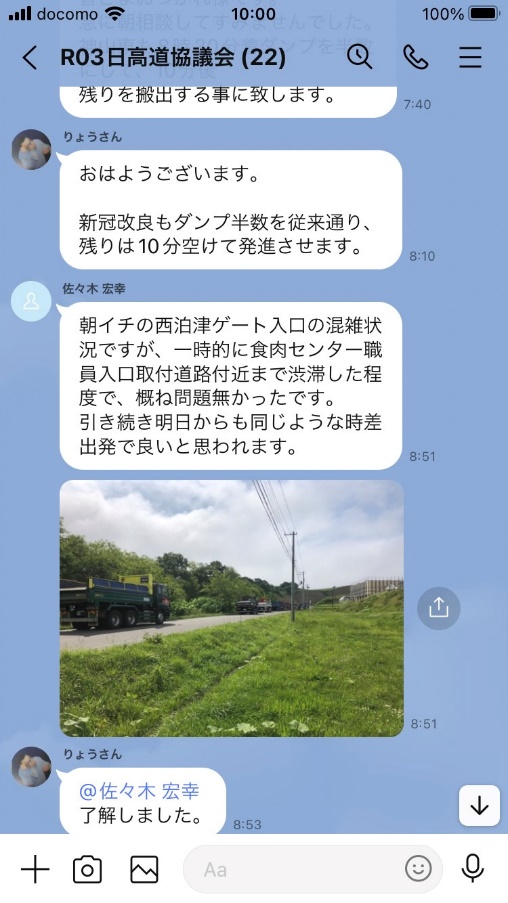 docomo 10:00 100%
R03日高道協議会 (22)
残りを搬出する事に致します。
7:40
りょうさん
おはようございます。
新冠改良もダンプ半数を従来通り、
残りは10分空けて発進させます。
8:10
佐々木 宏幸
朝イチの西泊津ゲート入口の混雑状
況ですが、一時的に食肉センター職
員入口取付道路付近まで渋滞した程
度で、概ね問題無かったです。
引き続き明日からも同じような時差
出発で良いと思われます。
8:51
8:51
りょうさん
@佐々木 宏幸
了解しました。
8:53
Aa